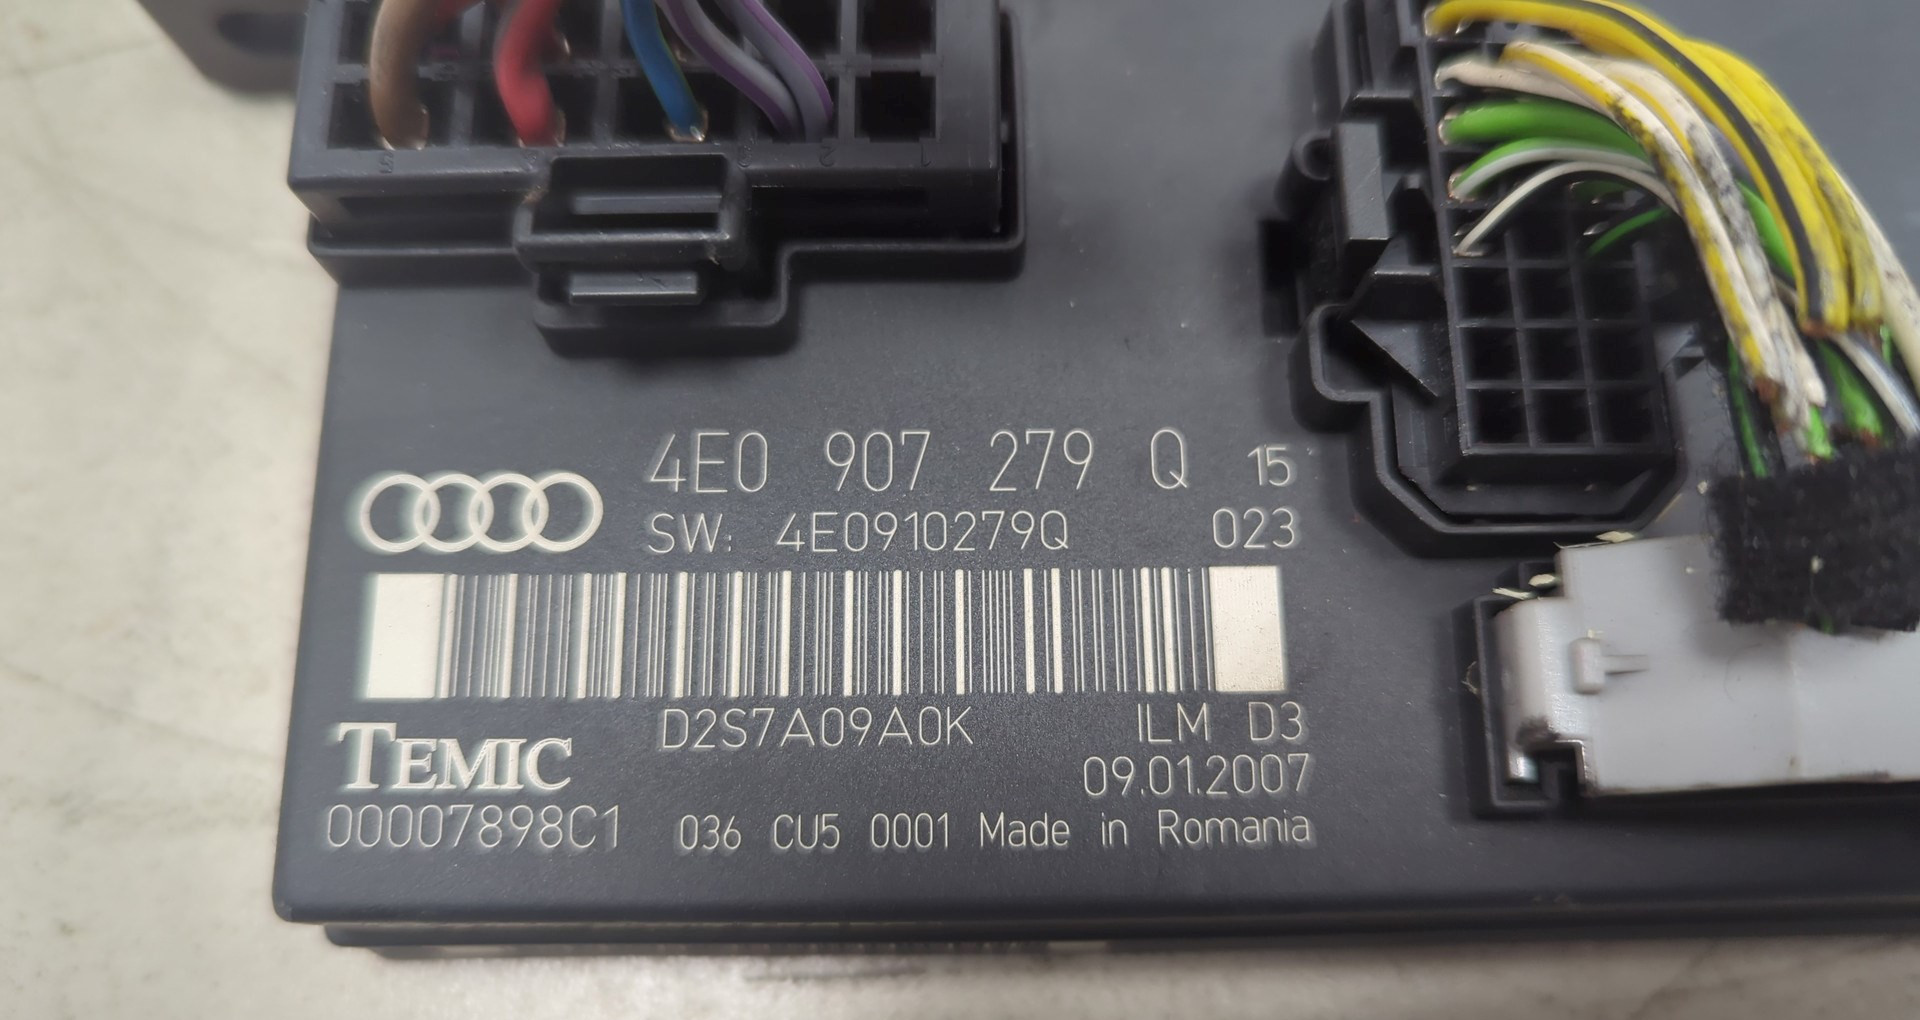 4E0 907 279 Q 15
SW: 4E0910279Q 023
D2S7A09A0K ILM D3
TEMIC 09.01.2007
00007898C1 036 CU5 0001 Made in Romania